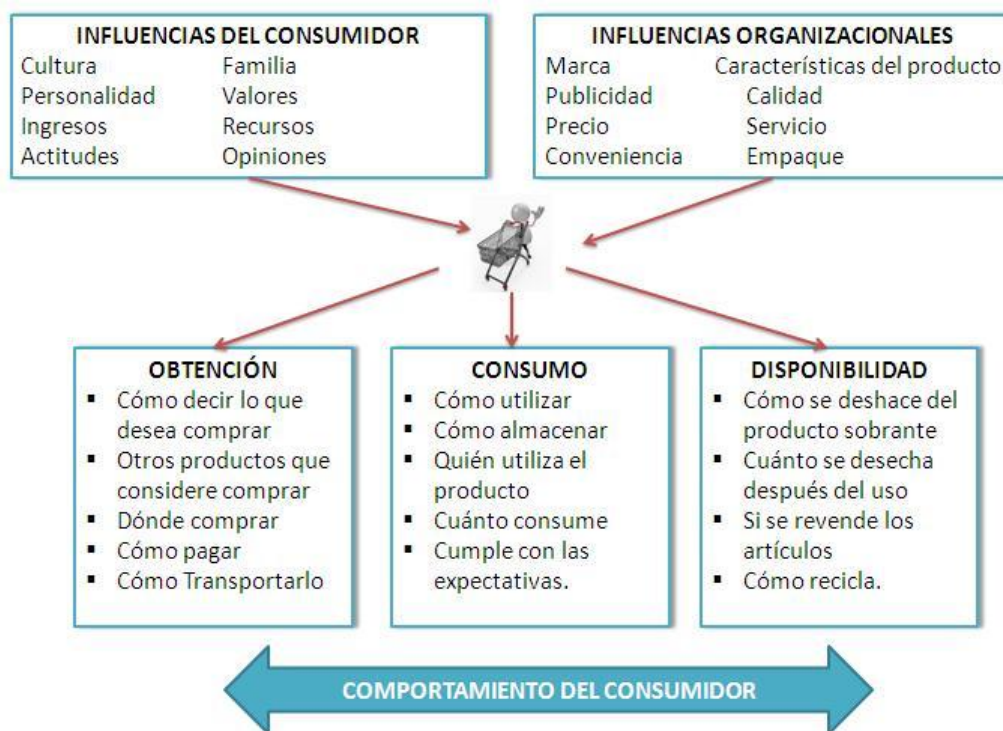 INFLUENCIAS DEL CONSUMIDOR
Cultura Familia
Personalidad Valores
Ingresos Recursos
Actitudes Opiniones
INFLUENCIAS ORGANIZACIONALES
Marca Características del producto
Publicidad Calidad
Precio Servicio
Conveniencia Empaque
OBTENCIÓN
▪ Cómo decir lo que
desea comprar
▪ Otros productos que
considere comprar
▪ Dónde comprar
▪ Cómo pagar
▪ Cómo Transportarlo
CONSUMO
▪ Cómo utilizar
▪ Cómo almacenar
▪ Quién utiliza el
producto
▪ Cuánto consume
▪ Cumple con las
expectativas.
DISPONIBILIDAD
▪ Cómo se deshace del
producto sobrante
▪ Cuánto se desecha
después del uso
▪ Si se revende los
artículos
▪ Cómo recicla.
COMPORTAMIENTO DEL CONSUMIDOR